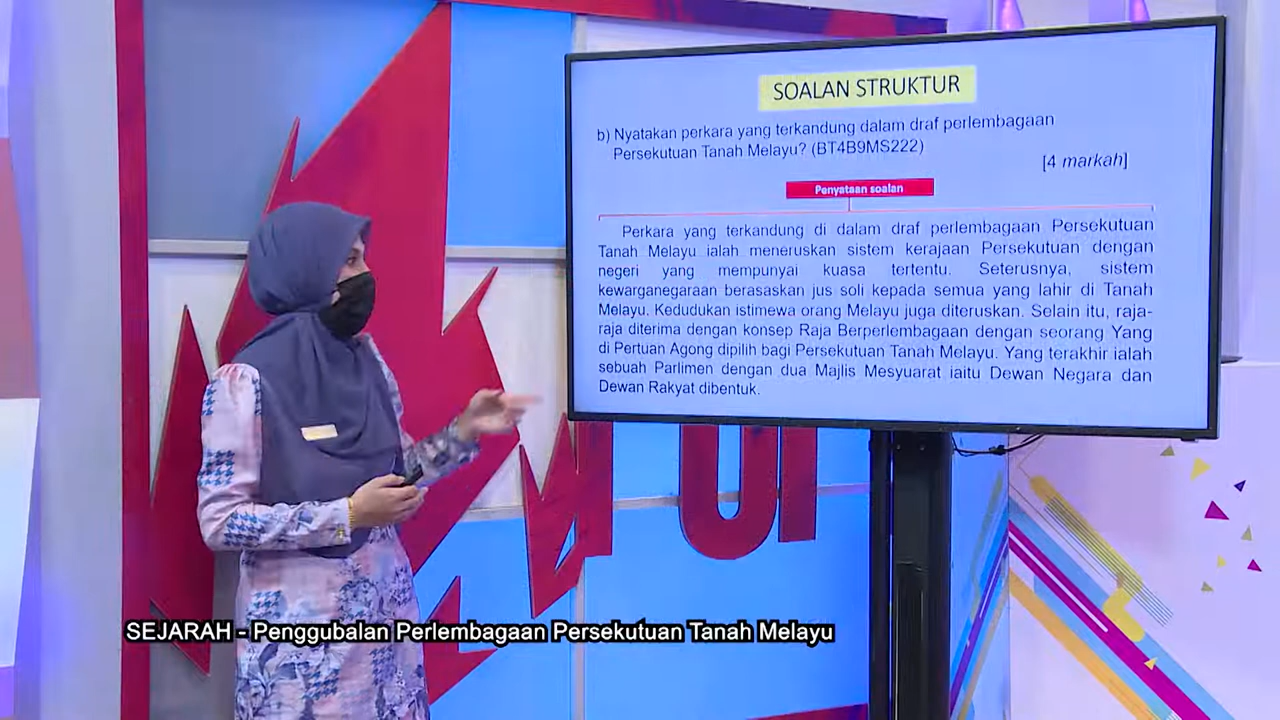 SOALAN STRUKTUR
b) Nyatakan perkara yang terkandung dalam draf perlembagaan
Persekutuan Tanah Melayu? (BT4B9MS222)
[4 markah]
Penyataan soalan
Perkara yang terkandung di dalam draf perlembagaan Persekutuan
Tanah Melayu ialah meneruskan sistem kerajaan Persekutuan dengan
negeri yang mempunyai kuasa tertentu. Seterusnya, sistem
kewarganegaraan berasaskan jus soli kepada semua yang lahir di Tanah
Melayu. Kedudukan istimewa orang Melayu juga diteruskan. Selain itu, raja-
raja diterima dengan konsep Raja Berperlembagaan dengan seorang Yang
di Pertuan Agong dipilih bagi Persekutuan Tanah Melayu. Yang terakhir ialah
sebuah Parlimen dengan dua Majlis Mesyuarat iaitu Dewan Negara dan
Dewan Rakyat dibentuk.
SEJARAH - Penggubalan Perlembagaan Persekutuan Tanah Melayu